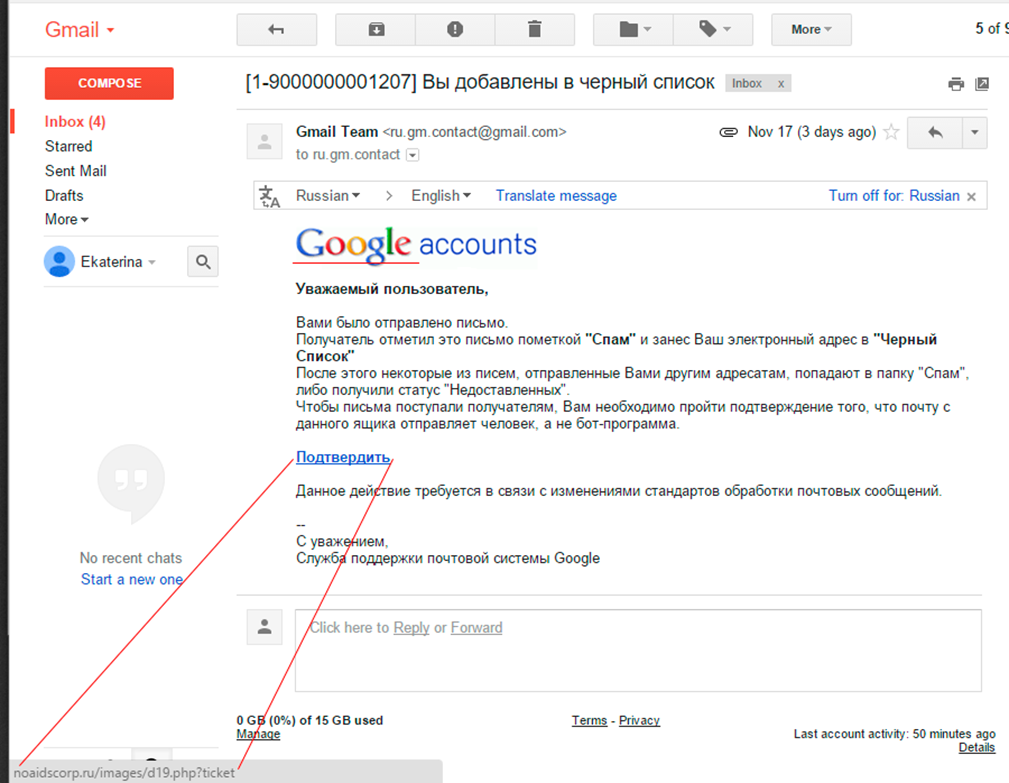 Gmail
More
5 of 9
COMPOSE
[1-9000000001207] Вы добавлены в черный список
Inbox x
Inbox (4)
Starred
Sent Mail
Drafts
More
Gmail Team <ru.gm.contact@gmail.com>
Nov 17 (3 days ago)
to ru.gm.contact
Russian > English Translate message Turn off for: Russian x
Ekaterina
Google accounts
Уважаемый пользователь,
Вами было отправлено письмо.
Получатель отметил это письмо пометкой "Спам" и занес Ваш электронный адрес в "Черный
Список"
После этого некоторые из писем, отправленные Вами другим адресатам, попадают в папку "Спам",
либо получили статус "Недоставленных".
Чтобы письма поступали получателям, Вам необходимо пройти подтверждение того, что почту с
данного ящика отправляет человек, а не бот-программа.
Подтвердить
Данное действие требуется в связи с изменениями стандартов обработки почтовых сообщений.
--
С уважением,
Служба поддержки почтовой системы Google
No recent chats
Start a new one
Click here to Reply or Forward
0 GB (0%) of 15 GB used
Manage
Terms - Privacy
Last account activity: 50 minutes ago
Details
noaidscorp.ru/images/d19.php?ticket